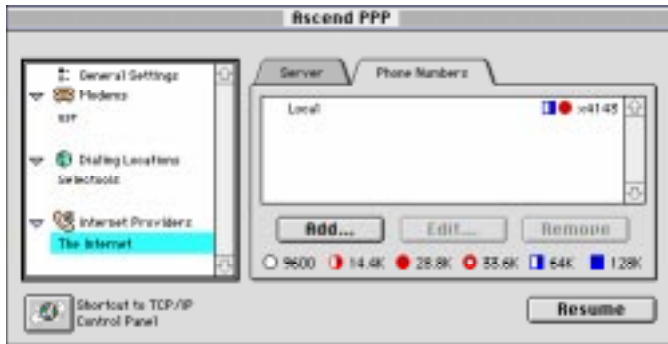 Ascend PPP
General Settings
Modems
Dialing Locations
Internet Providers
The Internet
Server
Phone Numbers
Local
x4143
Add...
Edit...
Remove
9600 14.4K 28.8K 33.6K 64K 128K
Shortcut to TCP/IP
Control Panel
Resume